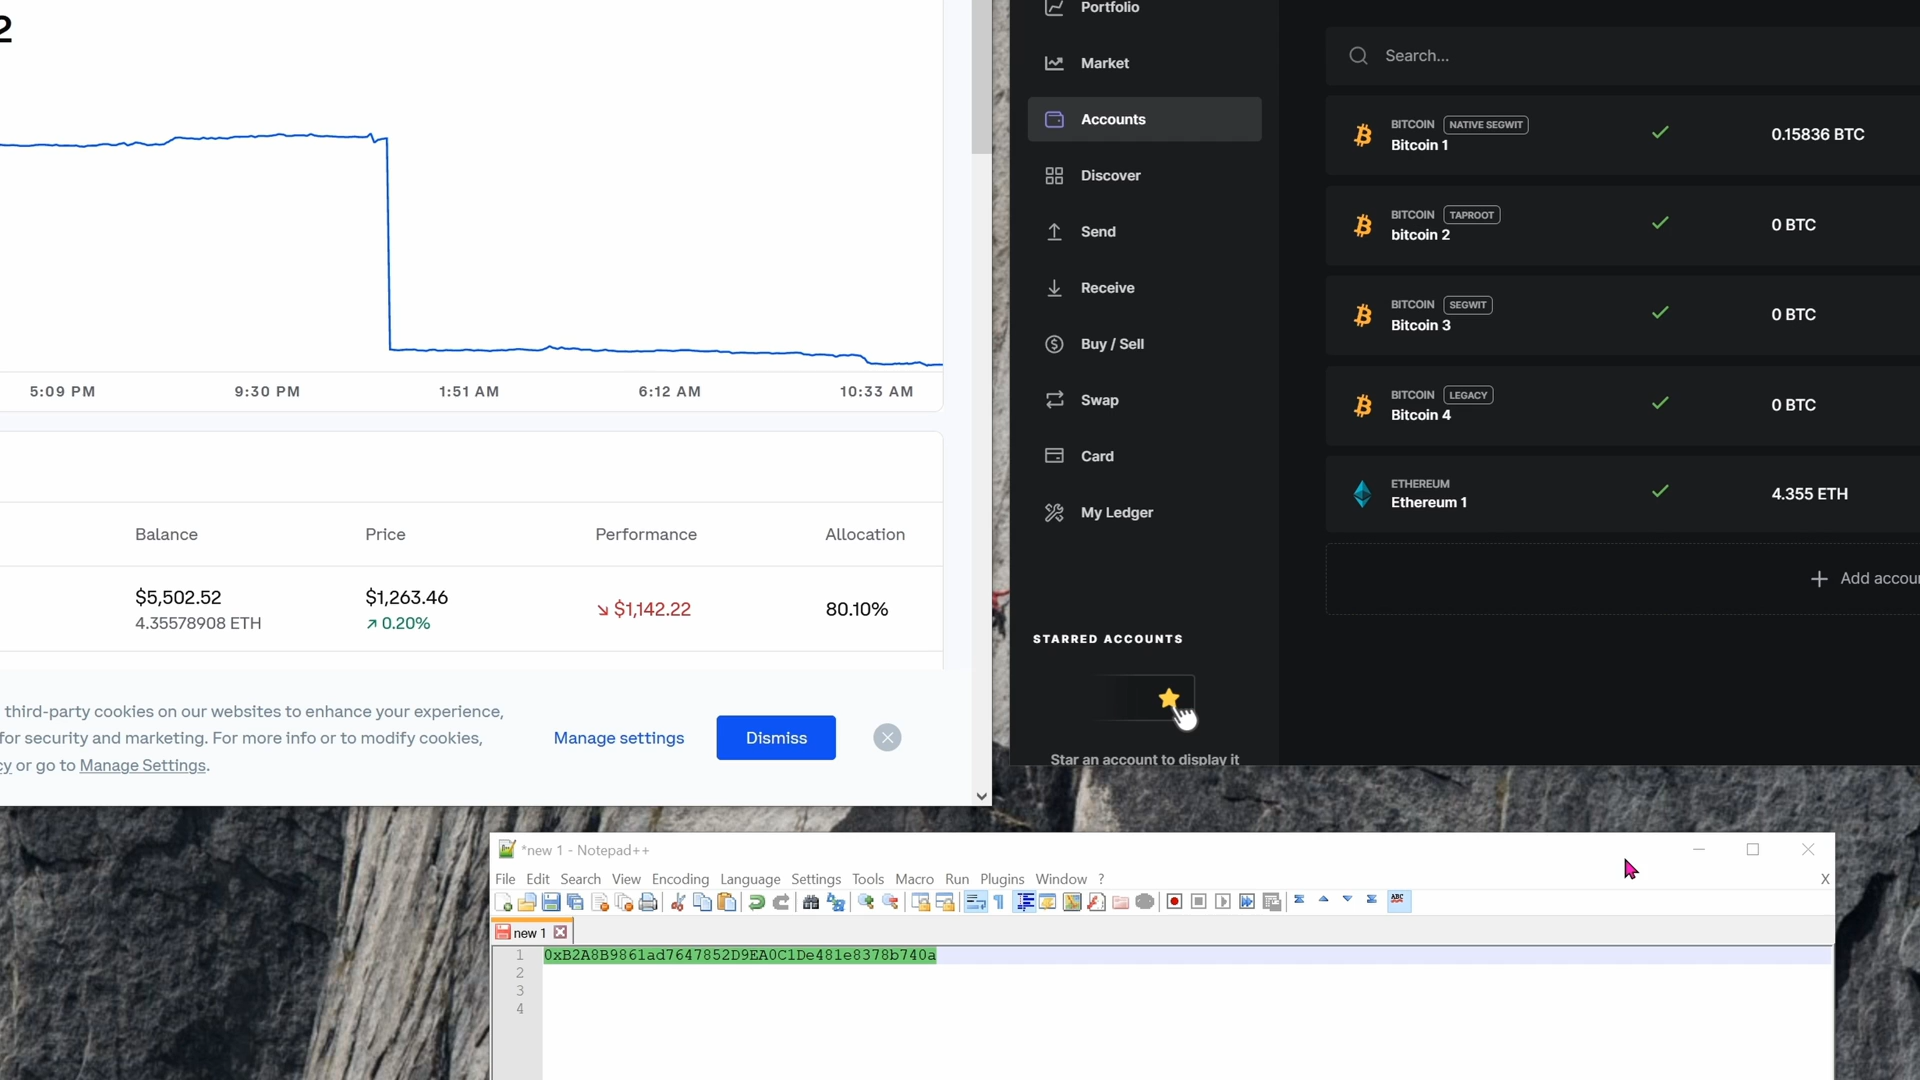 2
5:09 PM 9:30 PM 1:51 AM 6:12 AM 10:33 AM
Balance Price Performance Allocation
$5,502.52 $1,263.46 ↘ $1,142.22 80.10%
4.35578908 ETH ↗ 0.20%
third-party cookies on our websites to enhance your experience,
for security and marketing. For more info or to modify cookies,
cy or go to Manage Settings.
Manage settings
Dismiss
Portfolio
Market
Accounts
Discover
Send
Receive
Buy / Sell
Swap
Card
My Ledger
STARRED ACCOUNTS
Star an account to display it
Search...
BITCOIN NATIVE SEGWIT
Bitcoin 1
0.15836 BTC
BITCOIN TAPROOT
bitcoin 2
0 BTC
BITCOIN SEGWIT
Bitcoin 3
0 BTC
BITCOIN LEGACY
Bitcoin 4
0 BTC
ETHEREUM
Ethereum 1
4.355 ETH
+ Add accoun
*new 1 - Notepad++
File Edit Search View Encoding Language Settings Tools Macro Run Plugins Window ? X
new 1
1 0xB2A8B9861ad7647852D9EA0C1De481e8378b740a
2
3
4